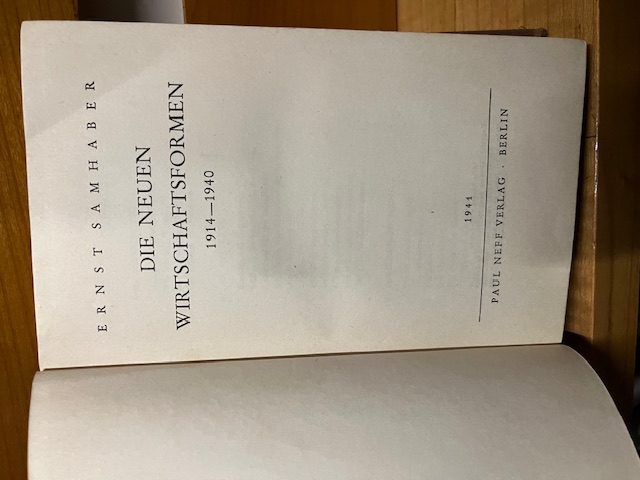 ERNST SAMHABER
DIE NEUEN
WIRTSCHAFTSFORMEN
1914—1940
1941
PAUL NEFF VERLAG · BERLIN